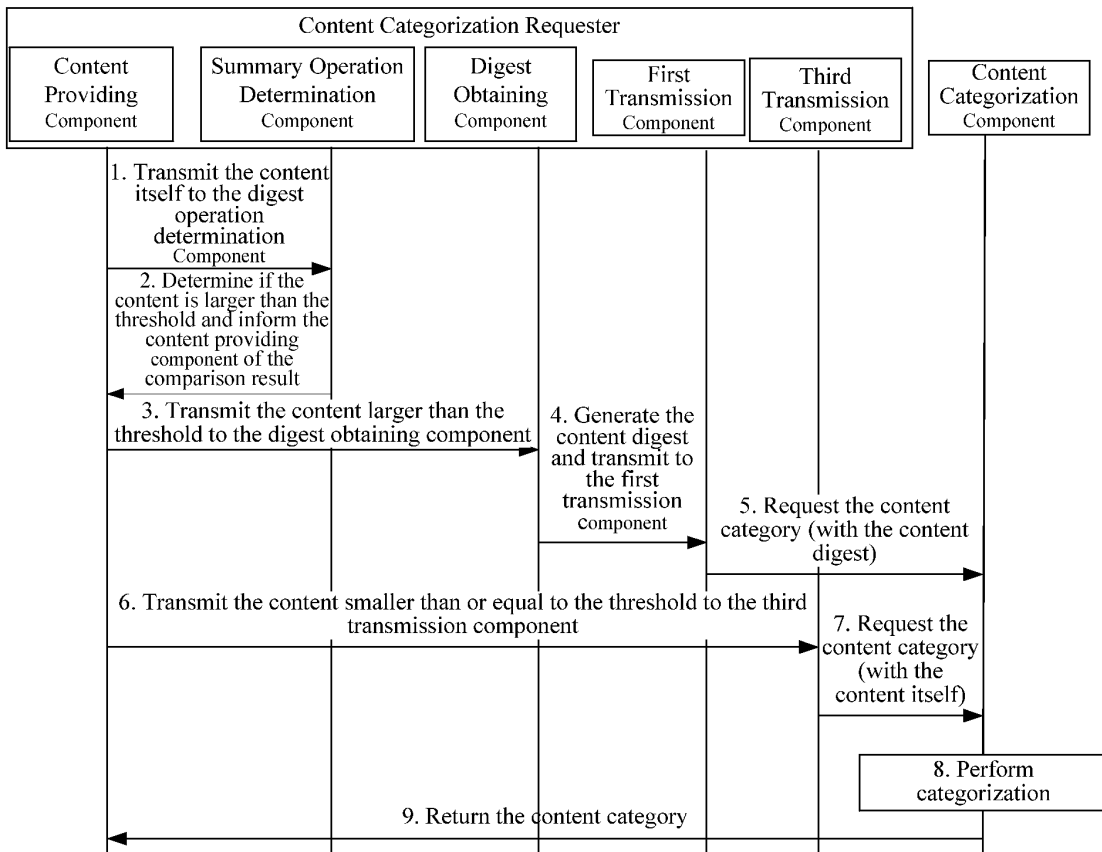 Content Categorization Requester
Content
Providing
Component
Summary Operation
Determination
Component
Digest
Obtaining
Component
First
Transmission
Component
Third
Transmission
Component
Content
Categorization
Component
1. Transmit the content
itself to the digest
operation
determination
Component
2. Determine if the
content is larger than the
threshold and inform the
content providing
component of the
comparison result
3. Transmit the content larger than the
threshold to the digest obtaining component
4. Generate the
content digest
and transmit to
the first
transmission
component
5. Request the content
category (with the content
digest)
6. Transmit the content smaller than or equal to the threshold to the third
transmission component
7. Request the
content category
(with the
content itself)
8. Perform
categorization
9. Return the content category